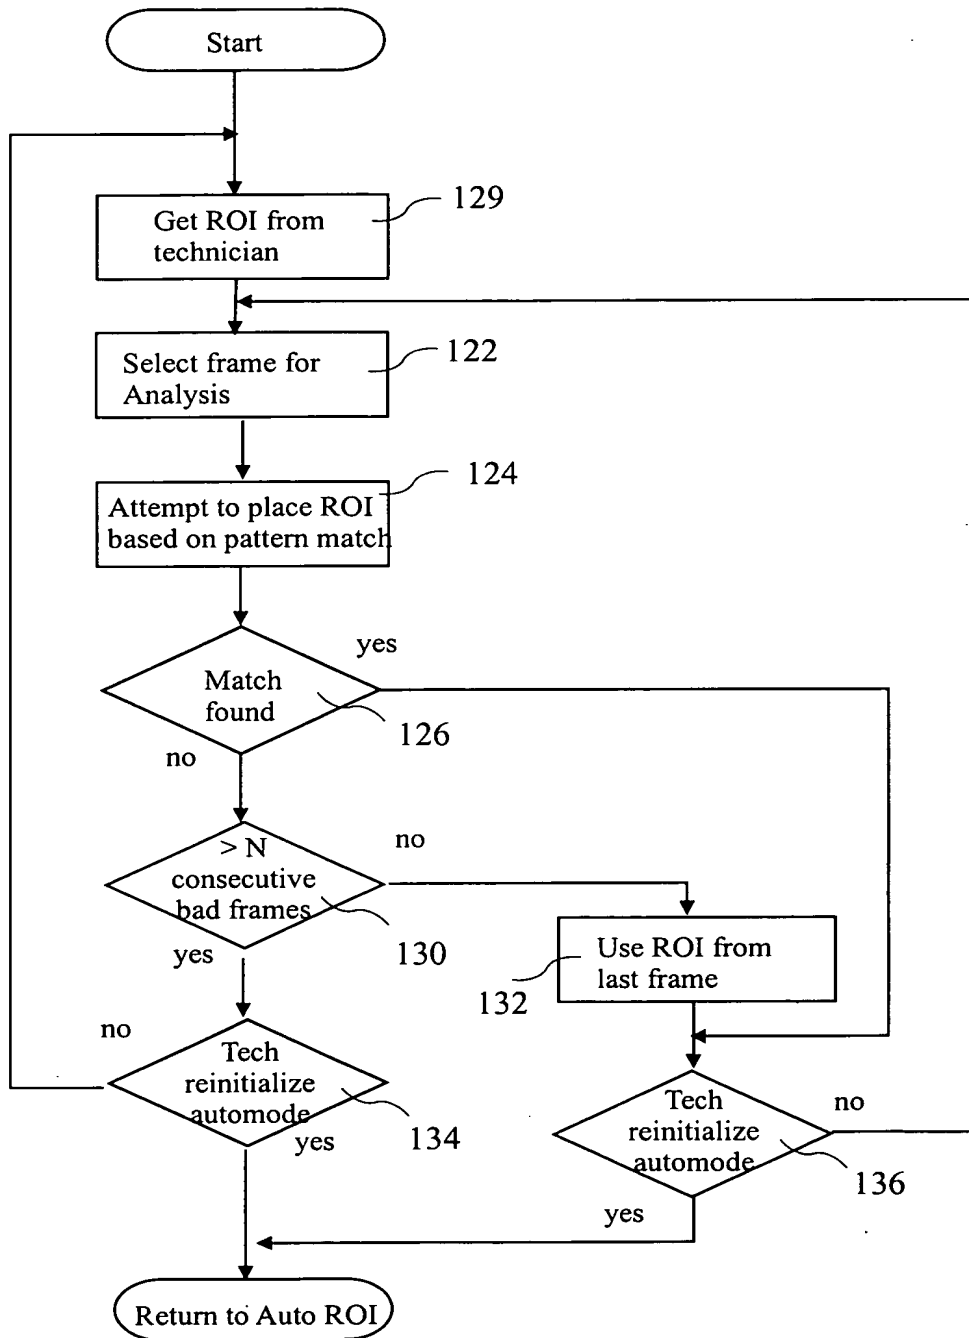 Start
Get ROI from
technician
129
Select frame for
Analysis
122
Attempt to place ROI
based on pattern match
124
Match
found
yes
126
no
> N
consecutive
bad frames
no
130
yes
Use ROI from
last frame
132
Tech
reinitialize
automode
no
134
yes
Tech
reinitialize
automode
no
136
yes
Return to Auto ROI